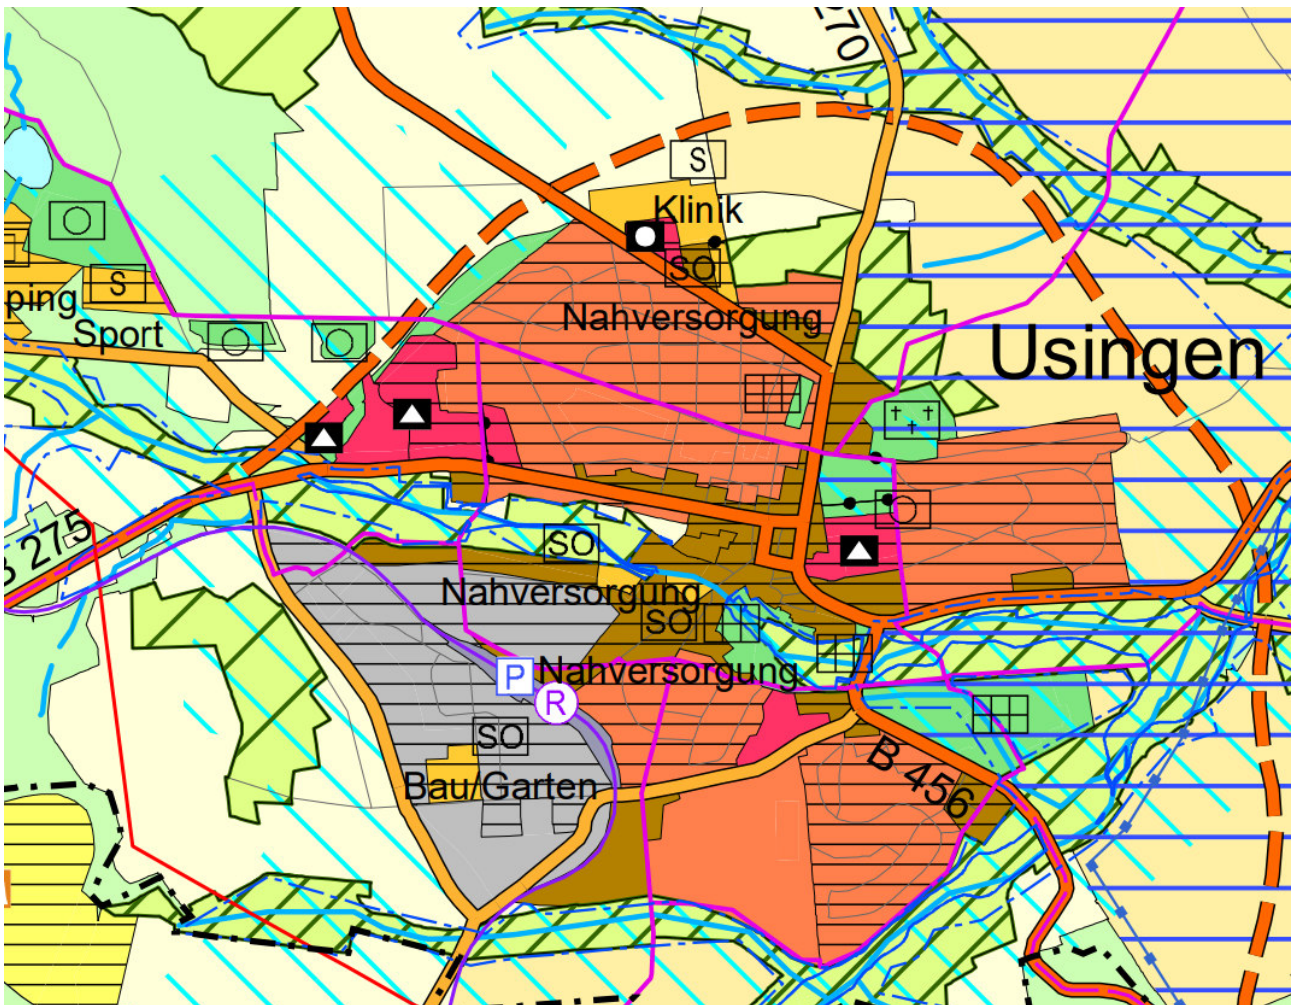 270
S
Klinik
SO
S
ping
Sport
Nahversorgung
Usingen
B 275
SO
Nahversorgung
SO
P
Nahversorgung
R
SO
Bau/Garten
B 456